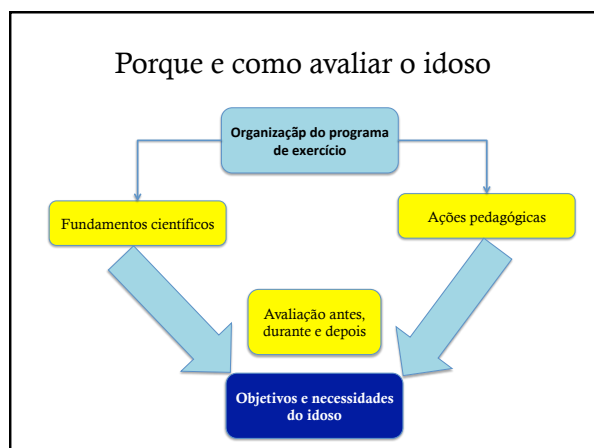 Porque e como avaliar o idoso
Organizaçãp do programa
de exercício
Fundamentos científicos
Ações pedagógicas
Avaliação antes,
durante e depois
Objetivos e necessidades
do idoso